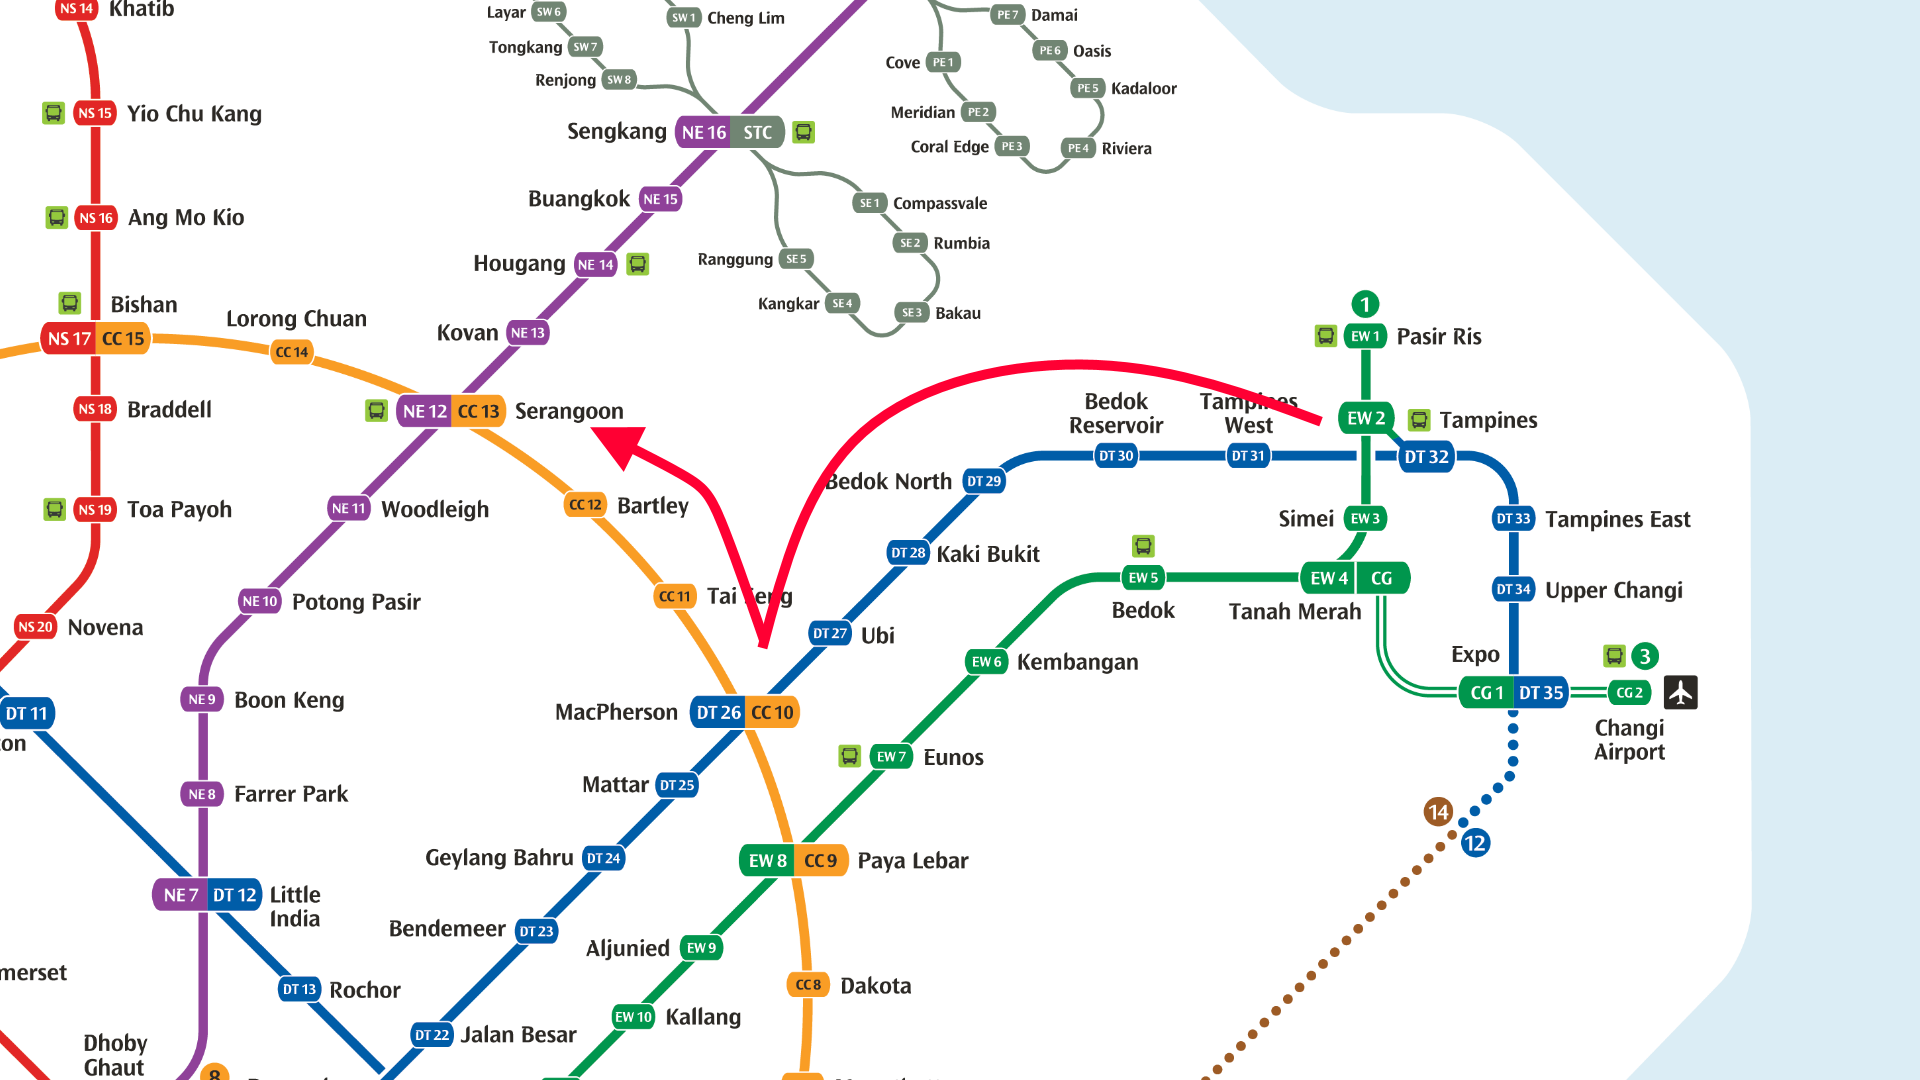 NS 14 Khatib
Layar SW 6
SW 1 Cheng Lim
PE 7 Damai
Tongkang SW 7
PE 6 Oasis
Cove PE 1
Renjong SW 8
PE 5 Kadaloor
NS 15 Yio Chu Kang
Meridian PE 2
Sengkang NE 16 STC
Coral Edge PE 3
PE 4 Riviera
Buangkok NE 15
SE 1 Compassvale
NS 16 Ang Mo Kio
SE 2 Rumbia
Ranggung SE 5
Hougang NE 14
Kangkar SE 4
SE 3 Bakau
Bishan
NS 17 CC 15
Lorong Chuan
CC 14
Kovan NE 13
1
EW 1 Pasir Ris
NS 18 Braddell
NE 12 CC 13 Serangoon
Bedok
Reservoir
DT 30
Tampines
West
DT 31
EW 2 Tampines
DT 32
Bedok North DT 29
NS 19 Toa Payoh
NE 11 Woodleigh
CC 12 Bartley
Simei EW 3
DT 33 Tampines East
DT 28 Kaki Bukit
EW 5
Bedok
EW 4 CG
Tanah Merah
DT 34 Upper Changi
NE 10 Potong Pasir
CC 11 Tai Seng
NS 20 Novena
DT 27 Ubi
EW 6 Kembangan
Expo
3
CG 1 DT 35
CG 2
Changi
Airport
NE 9 Boon Keng
DT 11
ton
MacPherson DT 26 CC 10
EW 7 Eunos
Mattar DT 25
NE 8 Farrer Park
14
12
Geylang Bahru DT 24
EW 8 CC 9 Paya Lebar
NE 7 DT 12 Little
India
Bendemeer DT 23
Aljunied EW 9
merset
DT 13 Rochor
CC 8 Dakota
EW 10 Kallang
DT 22 Jalan Besar
Dhoby
Ghaut
8